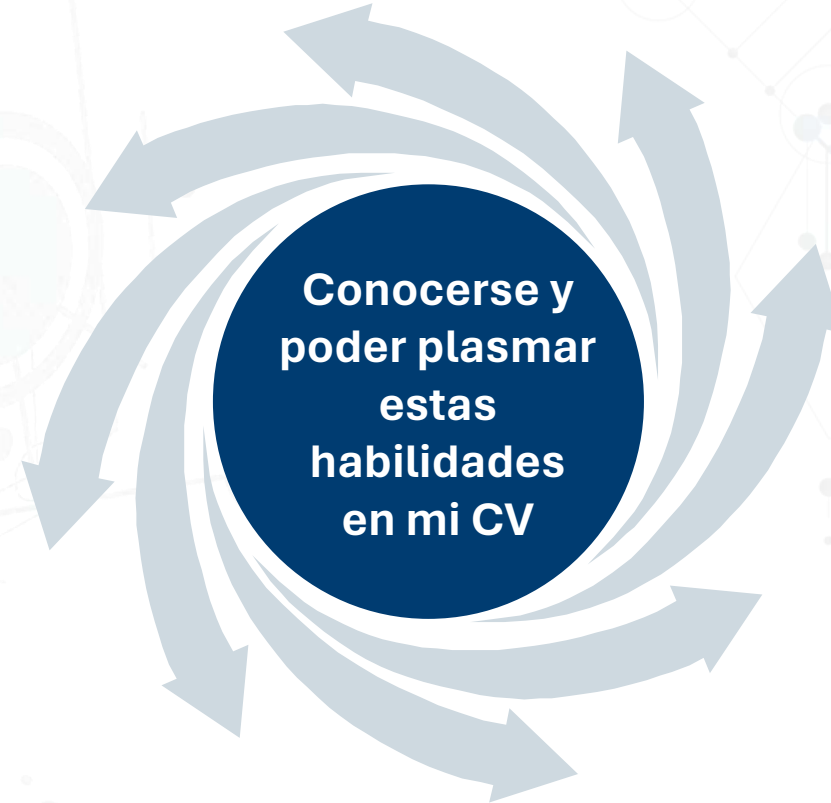 Conocerse y
poder plasmar
estas
habilidades
en mi CV